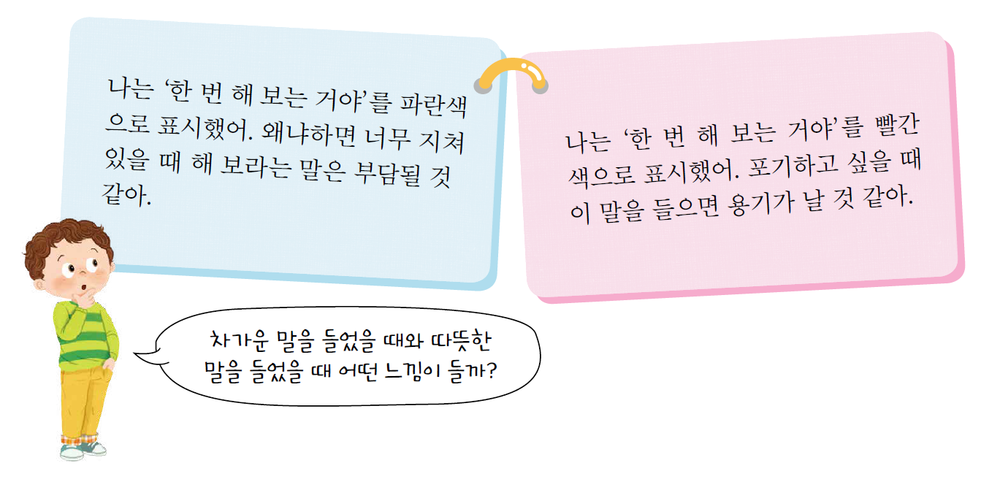 나는 ‘한 번 해 보는 거야’를 파란색
으로 표시했어. 왜냐하면 너무 지쳐
있을 때 해 보라는 말은 부담될 것
같아.
나는 ‘한 번 해 보는 거야’를 빨간
색으로 표시했어. 포기하고 싶을 때
이 말을 들으면 용기가 날 것 같아.
차가운 말을 들었을 때와 따뜻한
말을 들었을 때 어떤 느낌이 들까?